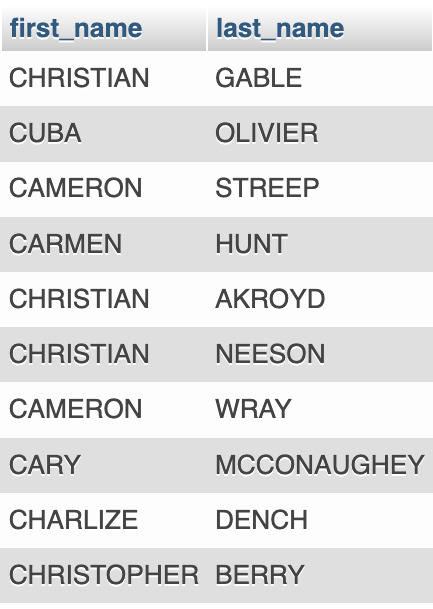 first_name last_name
CHRISTIAN GABLE
CUBA OLIVIER
CAMERON STREEP
CARMEN HUNT
CHRISTIAN AKROYD
CHRISTIAN NEESON
CAMERON WRAY
CARY MCCONAUGHEY
CHARLIZE DENCH
CHRISTOPHER BERRY